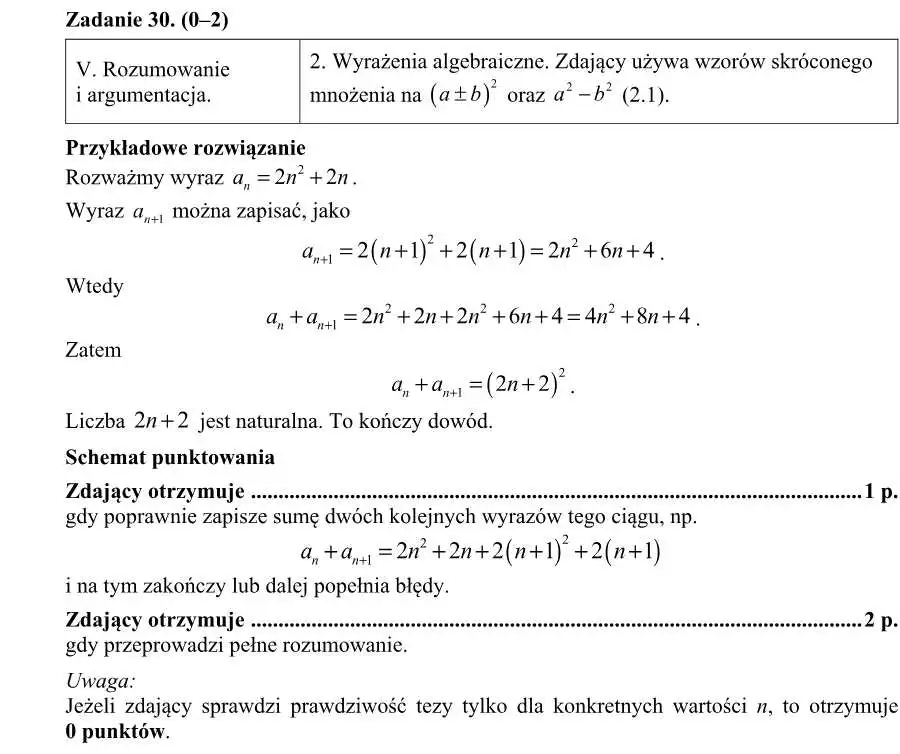 Zadanie 30. (0–2)
V. Rozumowanie
i argumentacja.
2. Wyrażenia algebraiczne. Zdający używa wzorów skróconego
mnożenia na (a ± b)² oraz a² − b² (2.1).
Przykładowe rozwiązanie
Rozważmy wyraz aₙ = 2n² + 2n.
Wyraz aₙ₊₁ można zapisać, jako
aₙ₊₁ = 2(n+1)² + 2(n+1) = 2n² + 6n + 4.
Wtedy
aₙ + aₙ₊₁ = 2n² + 2n + 2n² + 6n + 4 = 4n² + 8n + 4.
Zatem
aₙ + aₙ₊₁ = (2n+2)².
Liczba 2n+2 jest naturalna. To kończy dowód.
Schemat punktowania
Zdający otrzymuje ........................................................................................................ 1 p.
gdy poprawnie zapisze sumę dwóch kolejnych wyrazów tego ciągu, np.
aₙ + aₙ₊₁ = 2n² + 2n + 2(n+1)² + 2(n+1)
i na tym zakończy lub dalej popełnia błędy.
Zdający otrzymuje ........................................................................................................ 2 p.
gdy przeprowadzi pełne rozumowanie.
Uwaga:
Jeżeli zdający sprawdzi prawdziwość tezy tylko dla konkretnych wartości n, to otrzymuje
0 punktów.